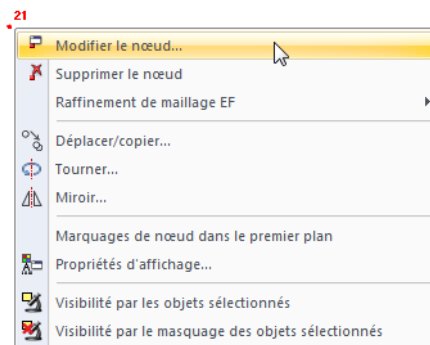 21
Modifier le nœud...
Supprimer le nœud
Raffinement de maillage EF
Déplacer/copier...
Tourner...
Miroir...
Marquages de nœud dans le premier plan
Propriétés d'affichage...
Visibilité par les objets sélectionnés
Visibilité par le masquage des objets sélectionnés